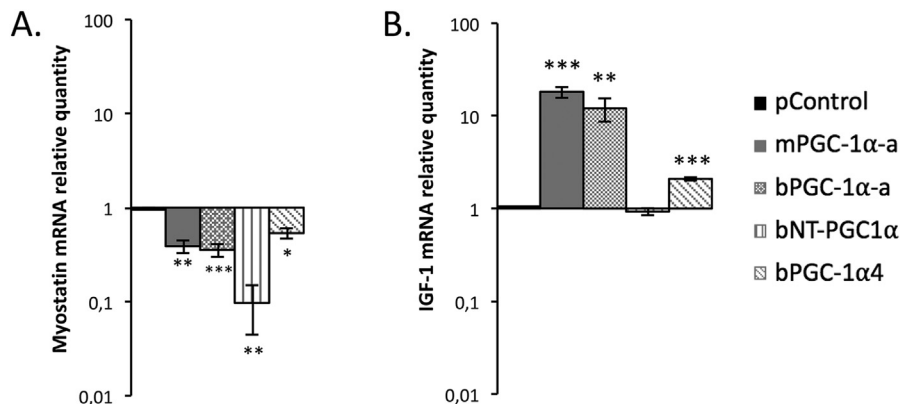 A.
Myostatin mRNA relative quantity
100
10
1
0,1
0,01
**
***
**
*
B.
IGF-1 mRNA relative quantity
100
10
1
0,1
0,01
***
**
***
pControl
mPGC-1α-a
bPGC-1α-a
bNT-PGC1α
bPGC-1α4